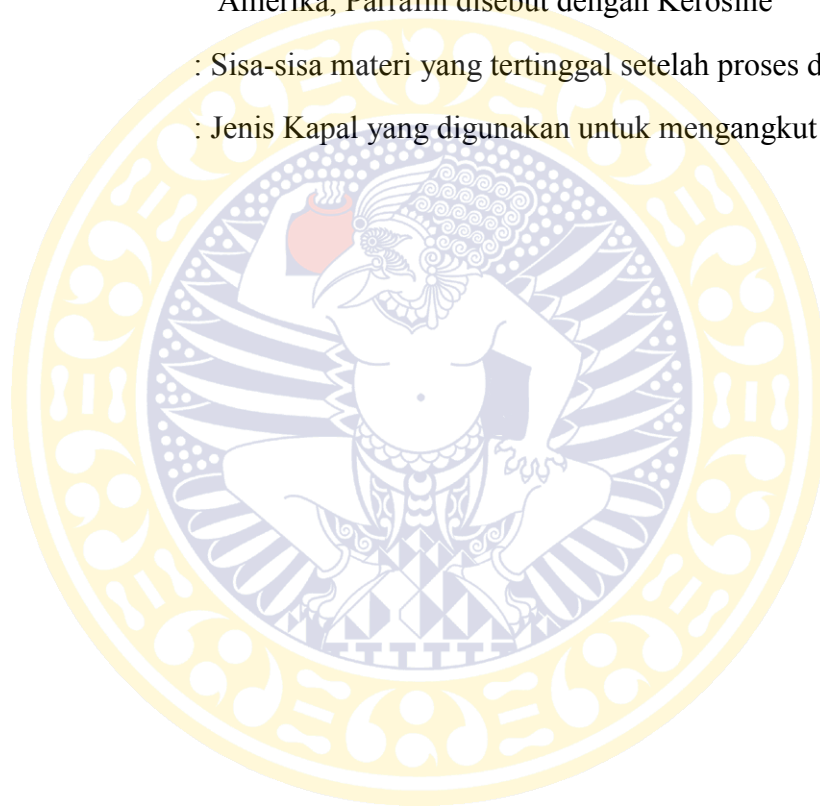 Amerika, Parrafin disebut dengan Kerosine
: Sisa-sisa materi yang tertinggal setelah proses
: Jenis Kapal yang digunakan untuk mengangkut